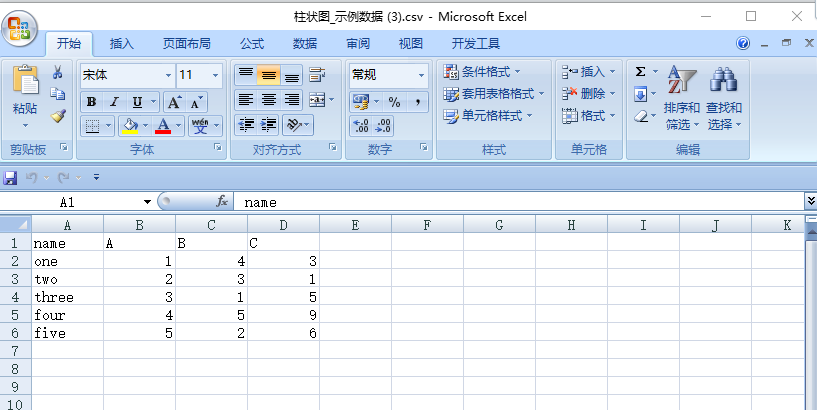 柱状图_示例数据 (3).csv - Microsoft Excel
开始 插入 页面布局 公式 数据 审阅 视图 开发工具
宋体 11 常规 条件格式 插入 Σ
粘贴 B I U A A % , 套用表格格式 删除 排序和筛选 查找和选择
A wén 文 .0 .00 .00 .0 单元格样式 格式
剪贴板 字体 对齐方式 数字 样式 单元格 编辑
A1 fx name
A B C D E F G H I J K
1 name A B C
2 one 1 4 3
3 two 2 3 1
4 three 3 1 5
5 four 4 5 9
6 five 5 2 6
7
8
9
10